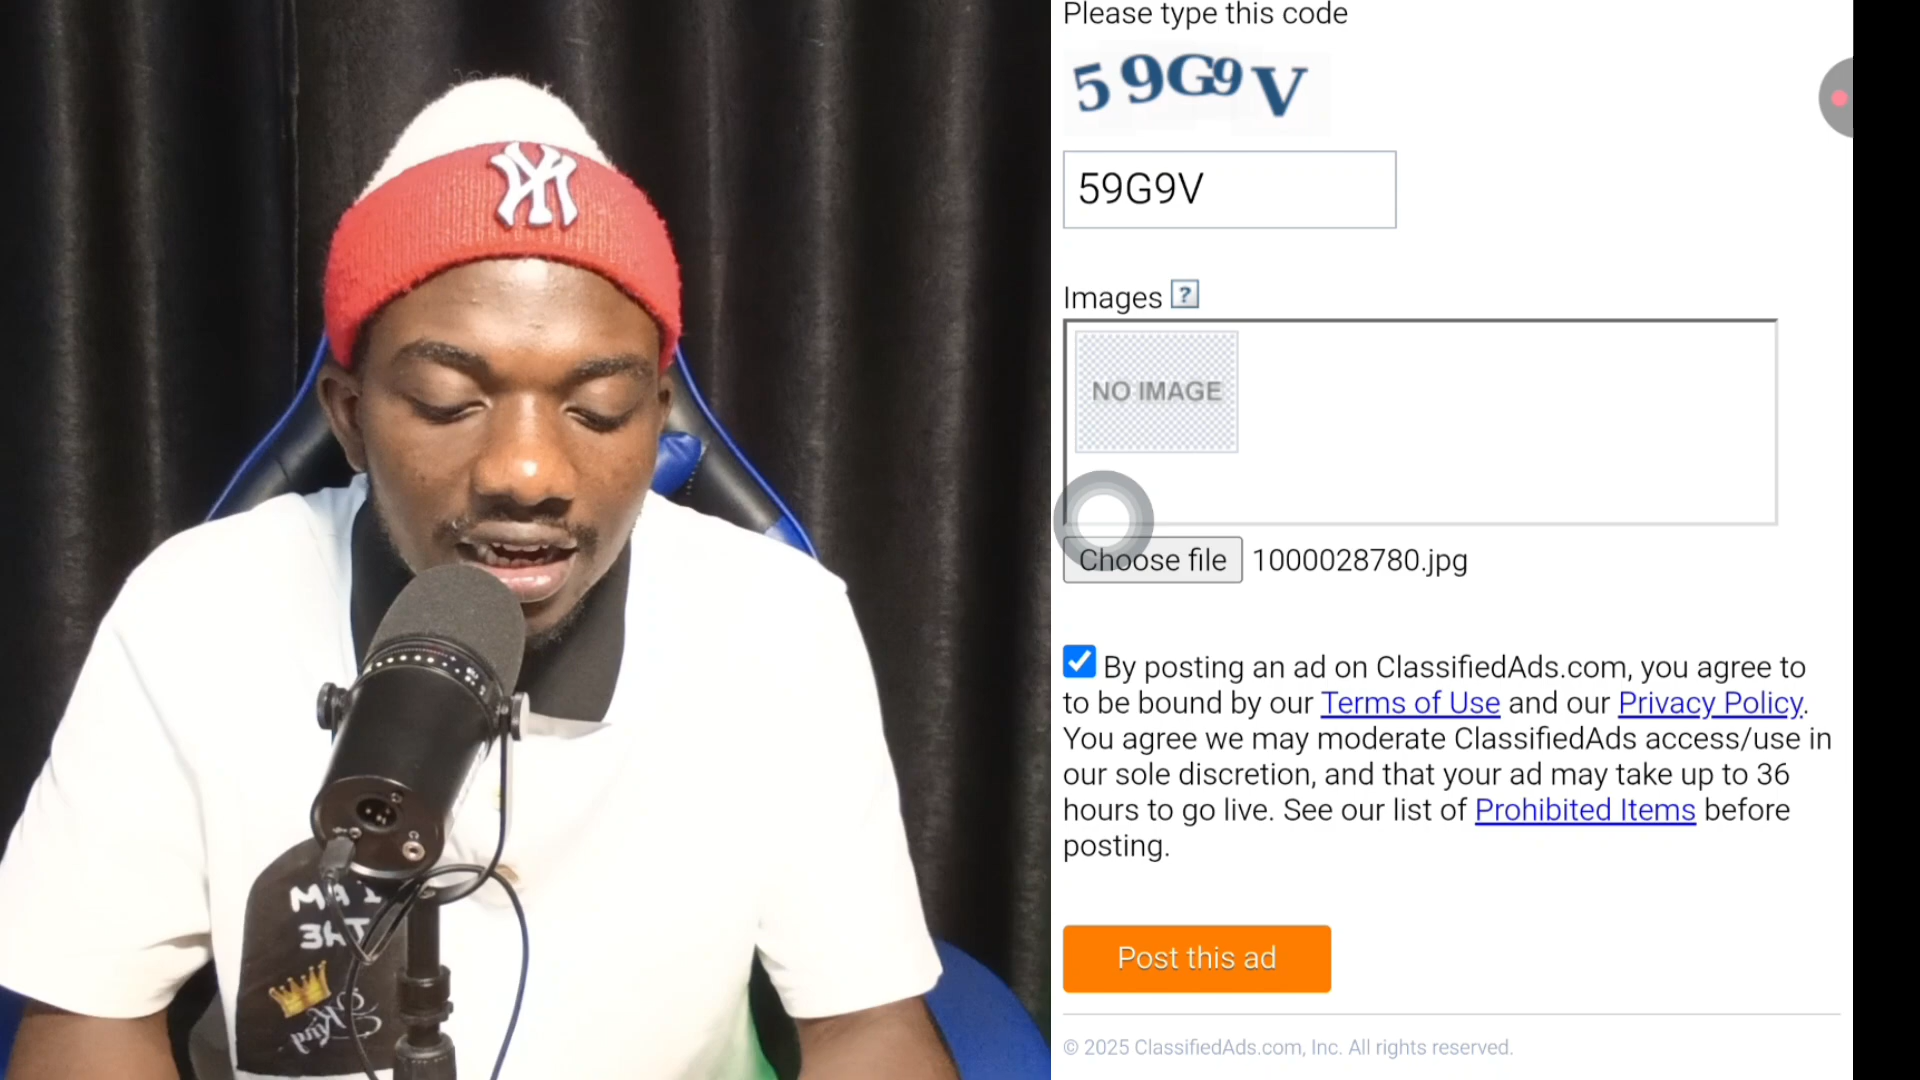 NY
I AM
THE
King
Please type this code
59G9V
59G9V
Images ?
NO IMAGE
Choose file 1000028780.jpg
By posting an ad on ClassifiedAds.com, you agree to
to be bound by our Terms of Use and our Privacy Policy.
You agree we may moderate ClassifiedAds access/use in
our sole discretion, and that your ad may take up to 36
hours to go live. See our list of Prohibited Items before
posting.
Post this ad
© 2025 ClassifiedAds.com, Inc. All rights reserved.